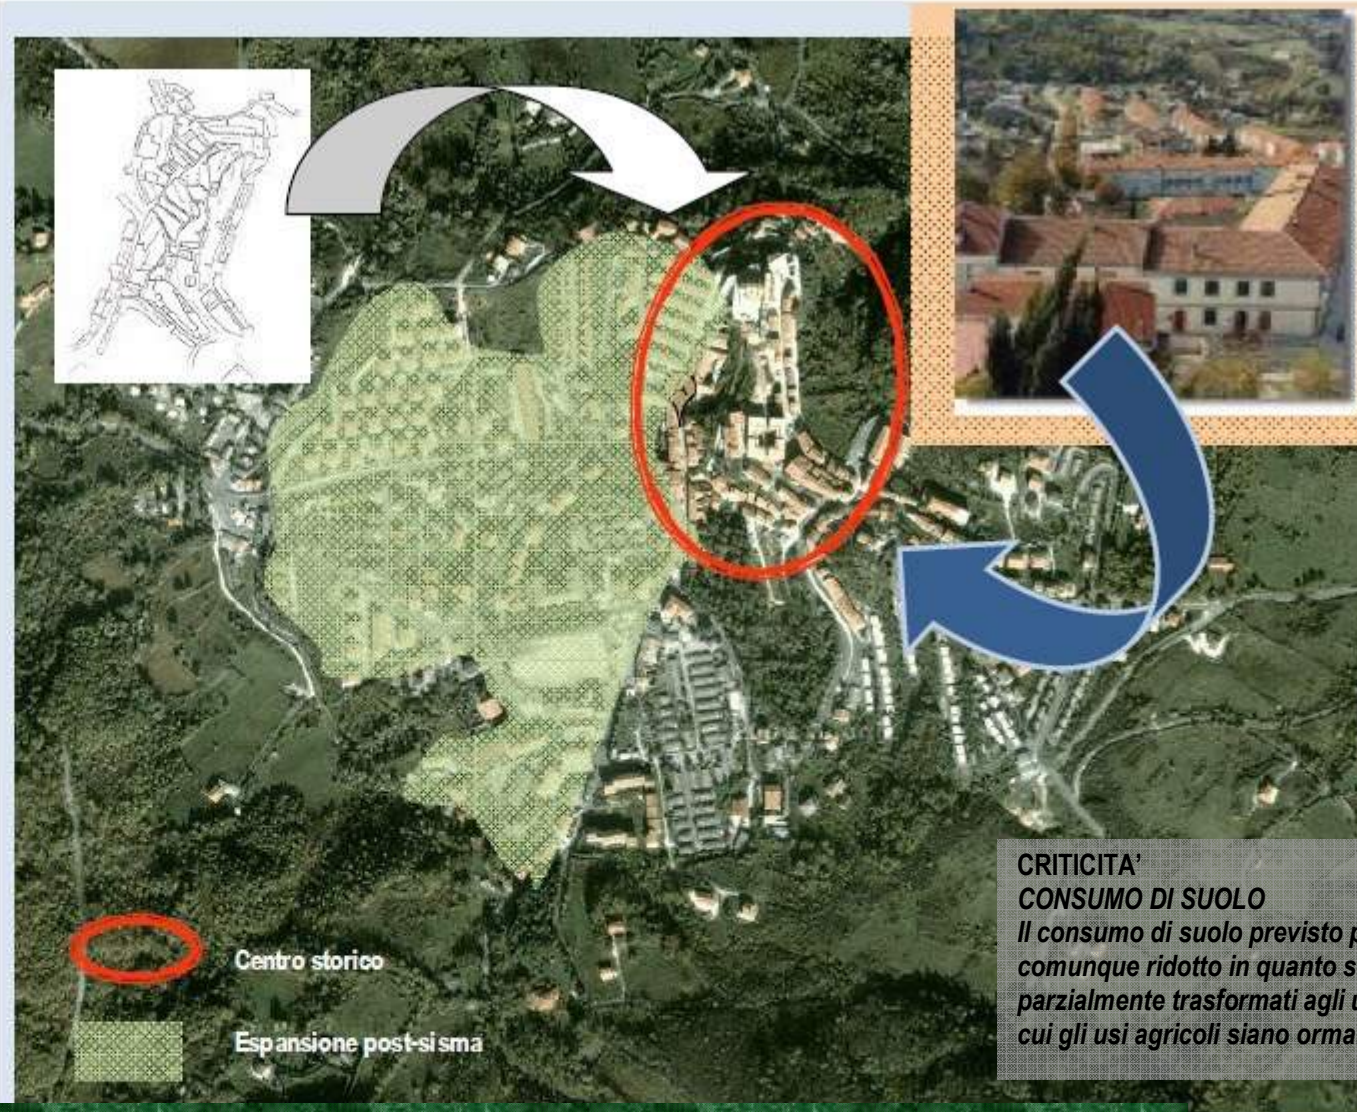 Centro storico
Espansione post-sisma
CRITICITA'
CONSUMO DI SUOLO
Il consumo di suolo previsto p
comunque ridotto in quanto s
parzialmente trasformati agli u
cui gli usi agricoli siano orma